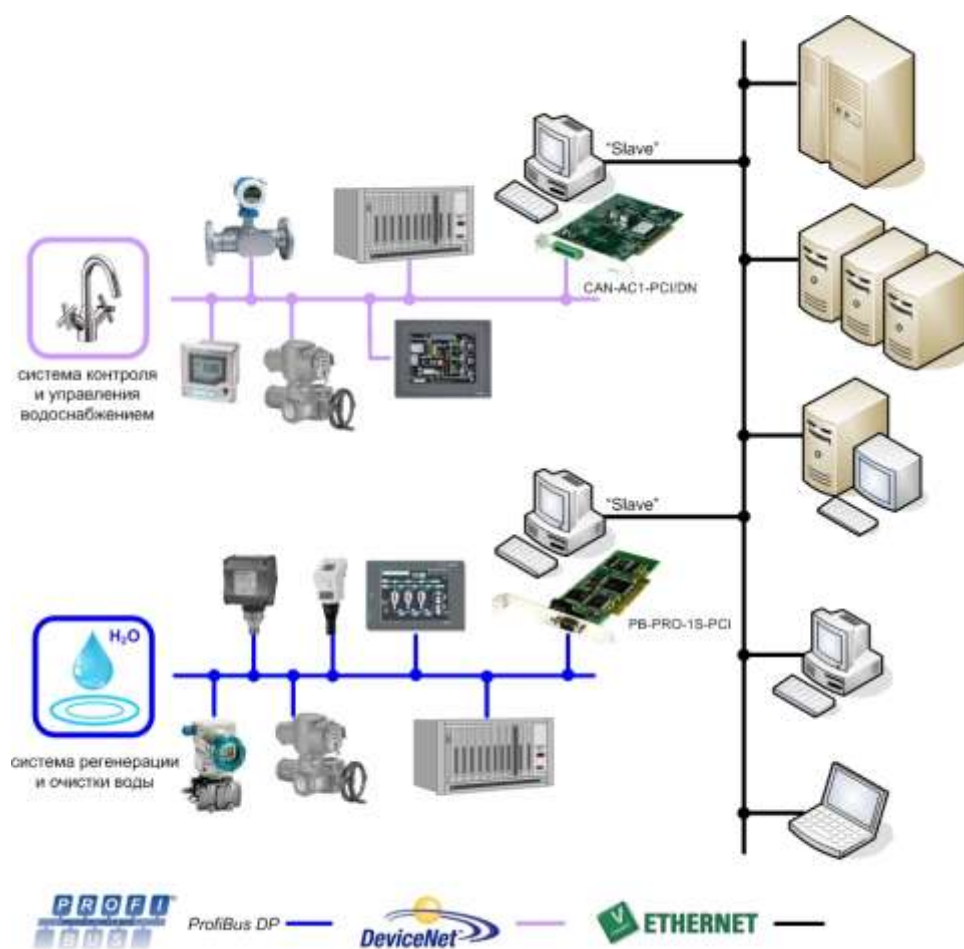 "Slave"
CAN-AC1-PCI/DN
система контроля
и управления
водоснабжением
"Slave"
PB-PRO-1S-PCI
H₂O
система регенерации
и очистки воды
PROFI
BUS
ProfiBus DP
DeviceNet
ETHERNET